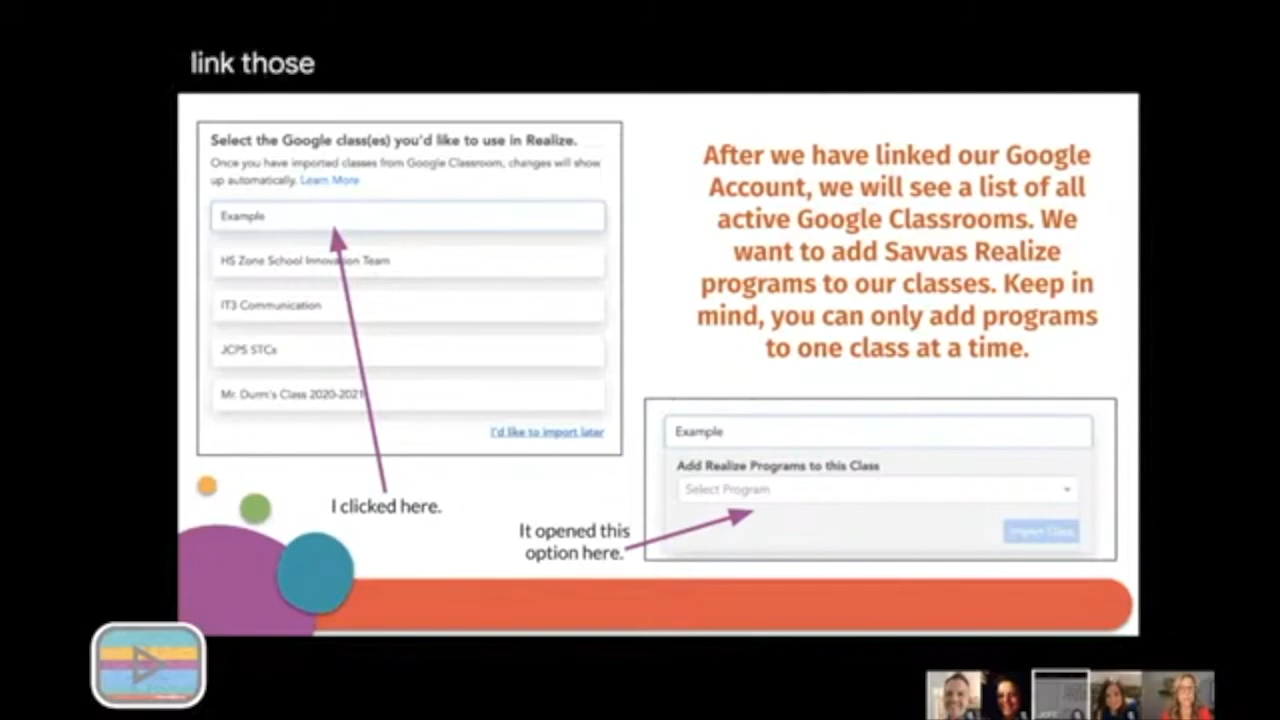 link those
Select the Google class(es) you'd like to use in Realize.
Once you have imported classes from Google Classroom, changes will show
up automatically. Learn More
Example
HS Zone School Innovation Team
IT3 Communication
JCPS STCs
Mr. Durm's Class 2020-2021
I'd like to import later
I clicked here.
After we have linked our Google
Account, we will see a list of all
active Google Classrooms. We
want to add Savvas Realize
programs to our classes. Keep in
mind, you can only add programs
to one class at a time.
Example
Add Realize Programs to this Class
Select Program
Import Class
It opened this
option here.